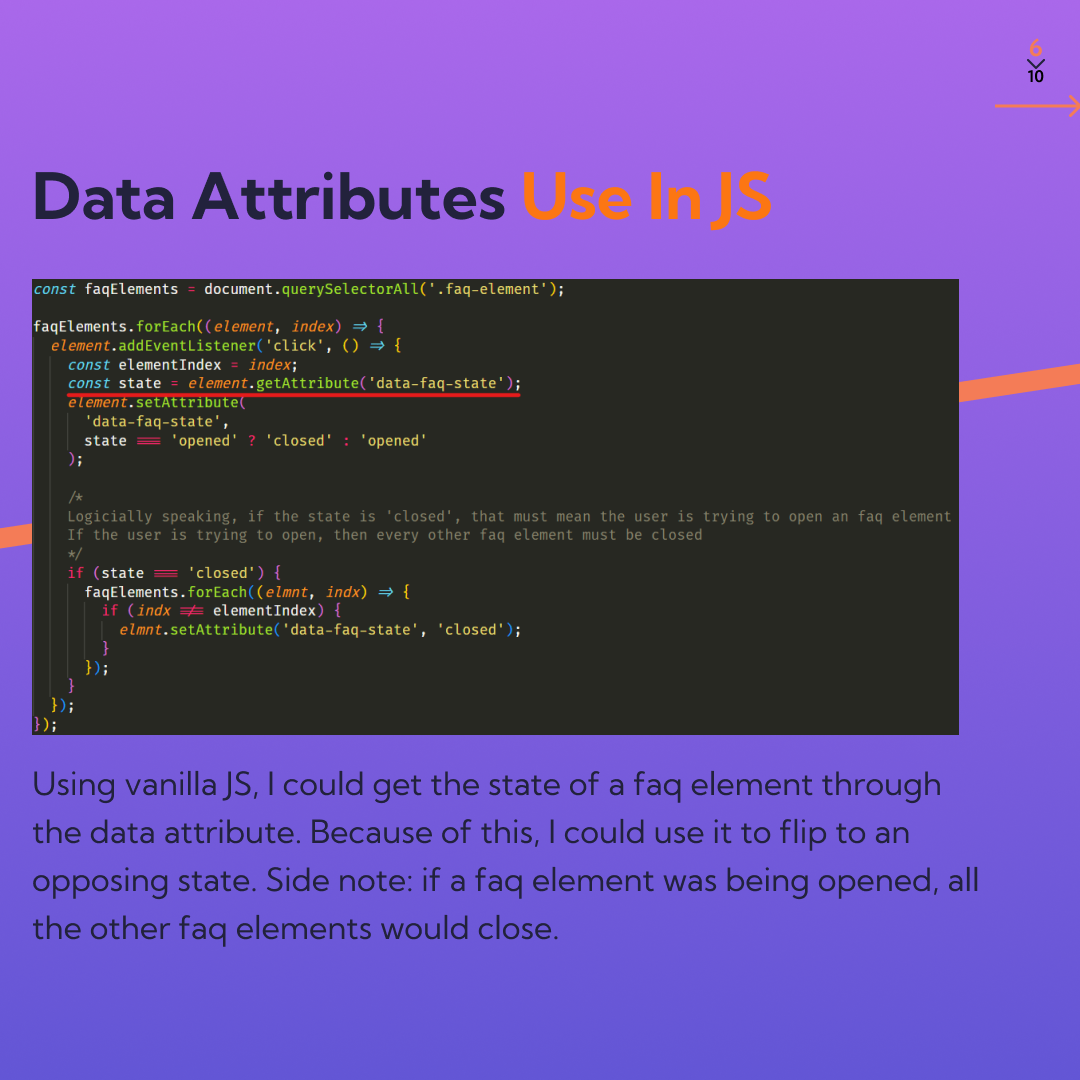 6
10
Data Attributes Use In JS
const faqElements = document.querySelectorAll('.faq-element');
faqElements.forEach((element, index) => {
element.addEventListener('click', () => {
const elementIndex = index;
const state = element.getAttribute('data-faq-state');
element.setAttribute(
'data-faq-state',
state === 'opened' ? 'closed' : 'opened'
);
/*
Logicially speaking, if the state is 'closed', that must mean the user is trying to open an faq element
If the user is trying to open, then every other faq element must be closed
*/
if (state === 'closed') {
faqElements.forEach((elmnt, indx) => {
if (indx !== elementIndex) {
elmnt.setAttribute('data-faq-state', 'closed');
}
});
}
});
});
Using vanilla JS, I could get the state of a faq element through
the data attribute. Because of this, I could use it to flip to an
opposing state. Side note: if a faq element was being opened, all
the other faq elements would close.